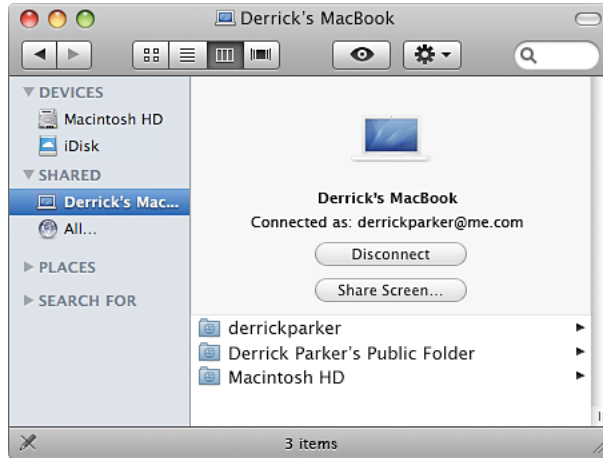 Derrick's MacBook
DEVICES
Macintosh HD
iDisk
SHARED
Derrick's Mac...
All...
PLACES
SEARCH FOR
Derrick's MacBook
Connected as: derrickparker@me.com
Disconnect
Share Screen...
derrickparker
Derrick Parker's Public Folder
Macintosh HD
3 items